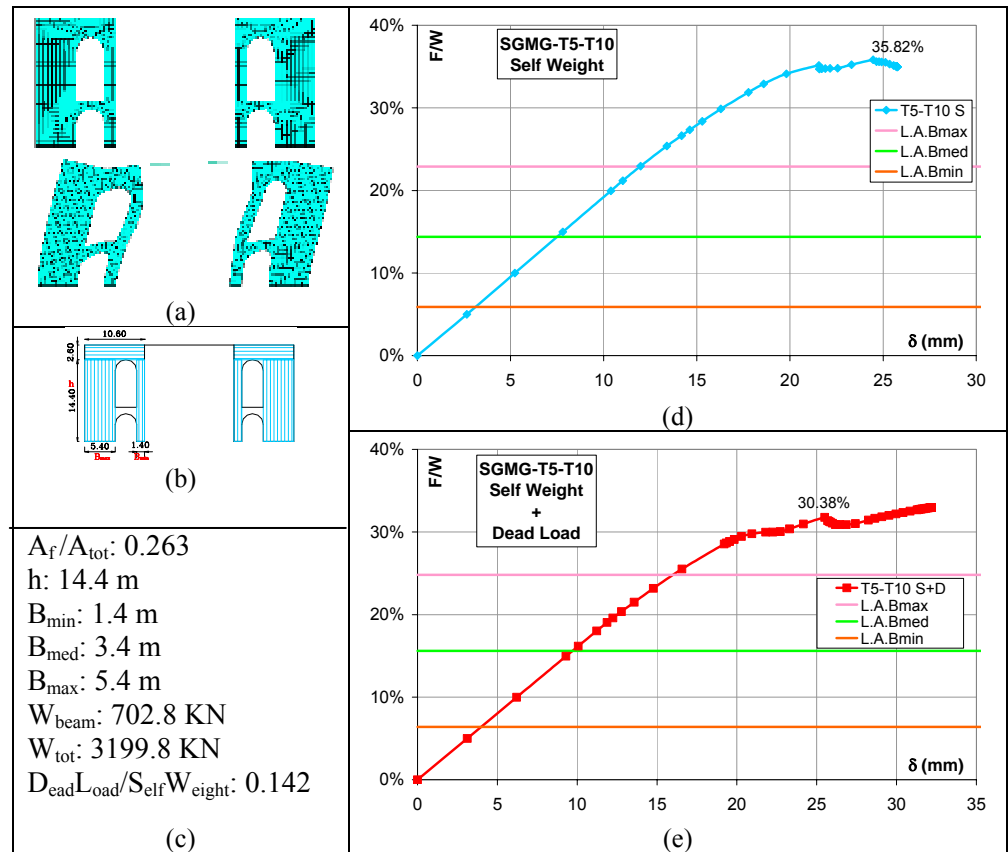 (a)
10.60
2.60
h
14.40
5.40
1.40
Bmax
Bmin
(b)
Af/Atot: 0.263
h: 14.4 m
Bmin: 1.4 m
Bmed: 3.4 m
Bmax: 5.4 m
Wbeam: 702.8 KN
Wtot: 3199.8 KN
DeadLoad/SelfWeight: 0.142
(c)
F/W
SGMG-T5-T10
Self Weight
35.82%
T5-T10 S
L.A.Bmax
L.A.Bmed
L.A.Bmin
40%
30%
20%
10%
0%
0 5 10 15 20 25 30
δ (mm)
(d)
F/W
SGMG-T5-T10
Self Weight
+
Dead Load
30.38%
T5-T10 S+D
L.A.Bmax
L.A.Bmed
L.A.Bmin
40%
30%
20%
10%
0%
0 5 10 15 20 25 30 35
δ (mm)
(e)